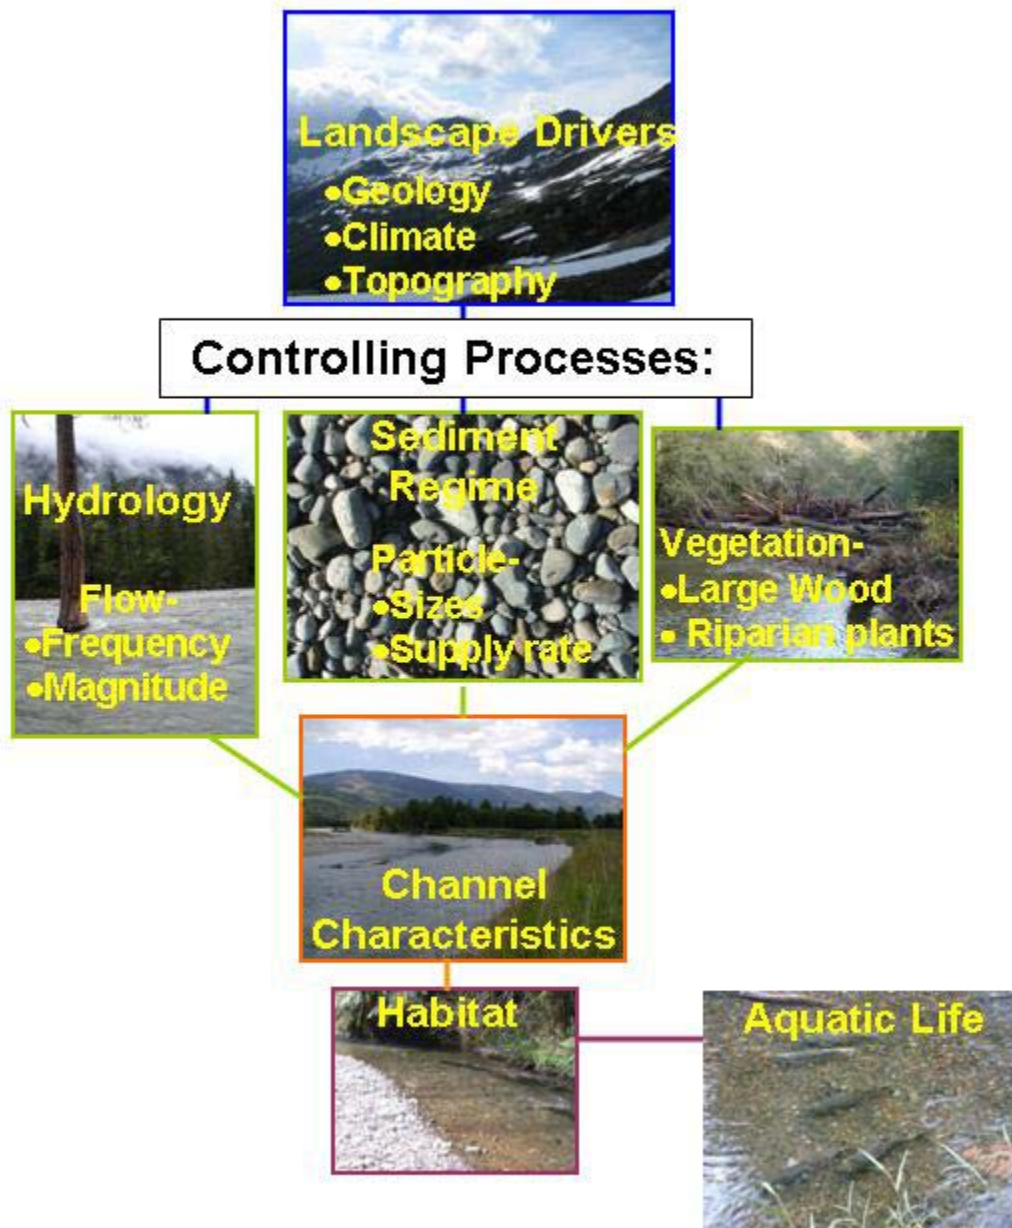 Landscape Drivers
•Geology
•Climate
•Topography
Controlling Processes:
Hydrology
Flow-
•Frequency
•Magnitude
Sediment
Regime
Particle-
•Sizes
•Supply rate
Vegetation-
•Large Wood
• Riparian plants
Channel
Characteristics
Habitat
Aquatic Life